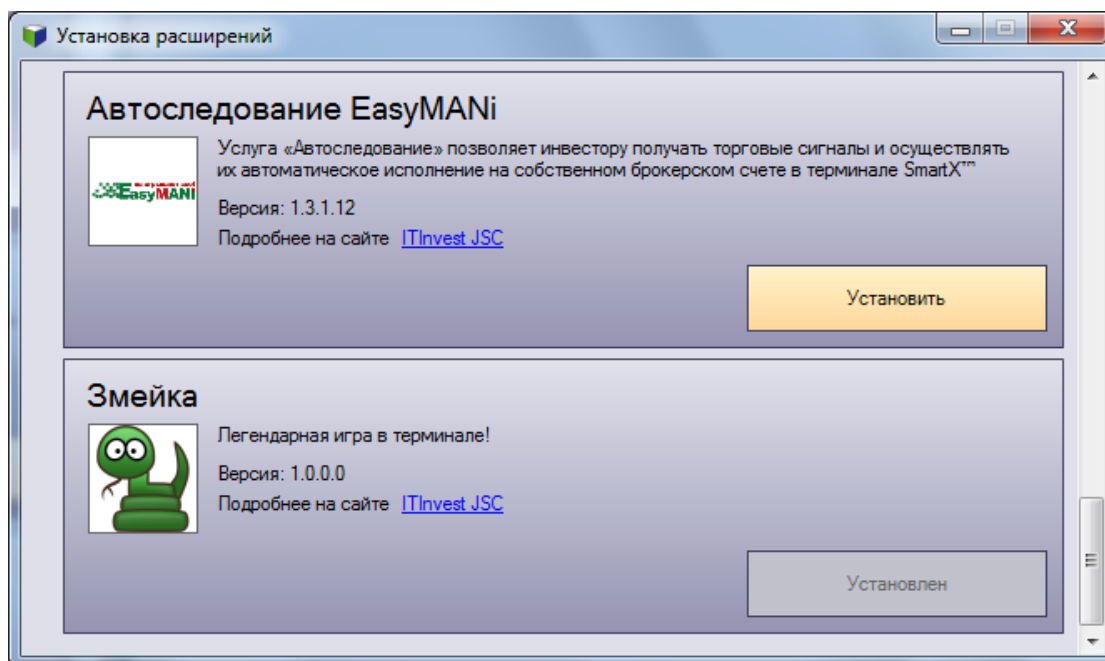 Установка расширений
Автоследование EasyMANi
Услуга «Автоследование» позволяет инвестору получать торговые сигналы и осуществлять
их автоматическое исполнение на собственном брокерском счете в терминале SmartX™
EasyMANi
Версия: 1.3.1.12
Подробнее на сайте ITInvest JSC
Установить
Змейка
Легендарная игра в терминале!
Версия: 1.0.0.0
Подробнее на сайте ITInvest JSC
Установлен